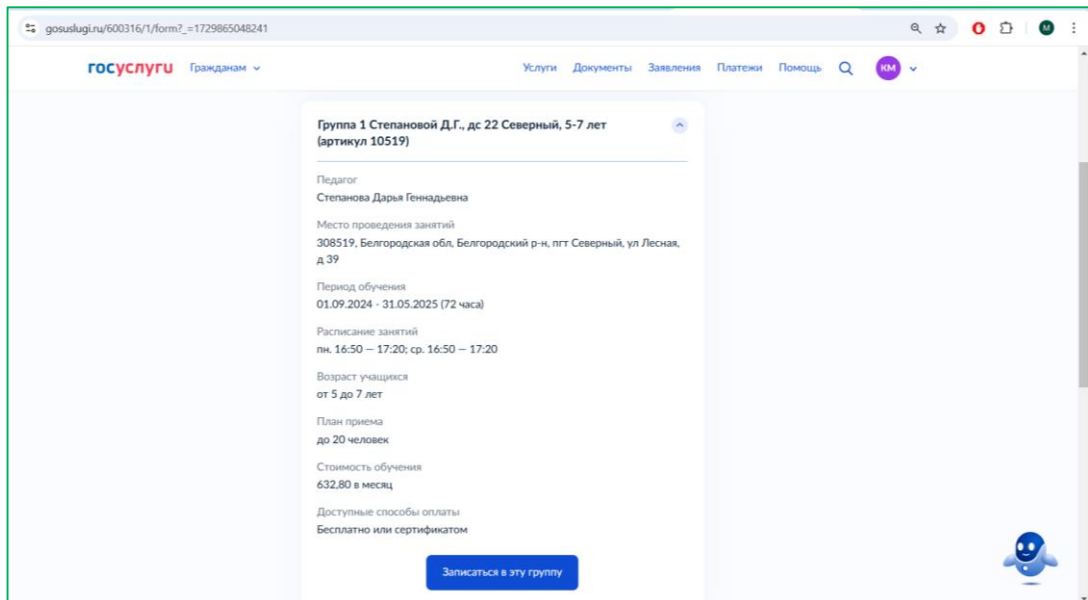 gosuslugi.ru/600316/1/form?_=1729865048241
М
госуслуги Гражданам Услуги Документы Заявления Платежи Помощь КМ
Группа 1 Степановой Д.Г., дс 22 Северный, 5-7 лет
(артикул 10519)
Педагог
Степанова Дарья Геннадьевна
Место проведения занятий
308519, Белгородская обл, Белгородский р-н, пгт Северный, ул Лесная,
д 39
Период обучения
01.09.2024 - 31.05.2025 (72 часа)
Расписание занятий
пн. 16:50 — 17:20; ср. 16:50 — 17:20
Возраст учащихся
от 5 до 7 лет
План приема
до 20 человек
Стоимость обучения
632,80 в месяц
Доступные способы оплаты
Бесплатно или сертификатом
Записаться в эту группу